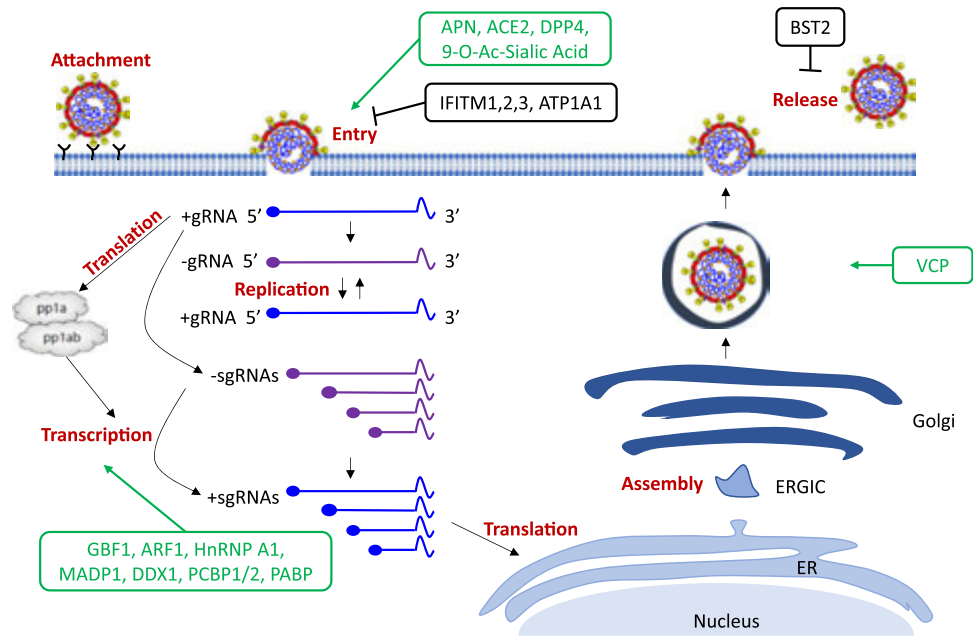 APN, ACE2, DPP4,
9-O-Ac-Sialic Acid
BST2
Attachment
IFITM1,2,3, ATP1A1
Entry
Release
+gRNA 5’ 3’
Translation
-gRNA 5’ 3’
VCP
Replication
pp1a
+gRNA 5’ 3’
pp1ab
-sgRNAs
Golgi
Transcription
Assembly
ERGIC
+sgRNAs
Translation
GBF1, ARF1, HnRNP A1,
MADP1, DDX1, PCBP1/2, PABP
ER
Nucleus